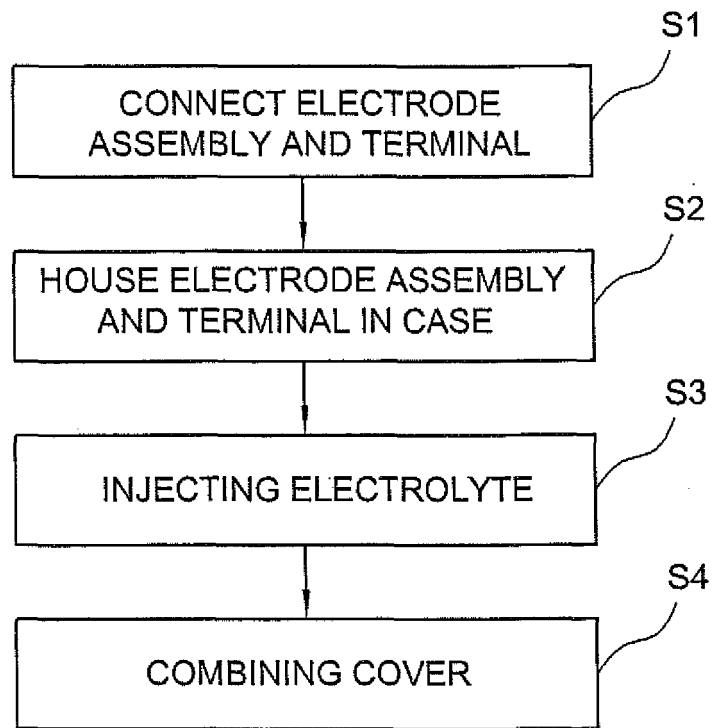 S1
CONNECT ELECTRODE
ASSEMBLY AND TERMINAL
S2
HOUSE ELECTRODE ASSEMBLY
AND TERMINAL IN CASE
S3
INJECTING ELECTROLYTE
S4
COMBINING COVER